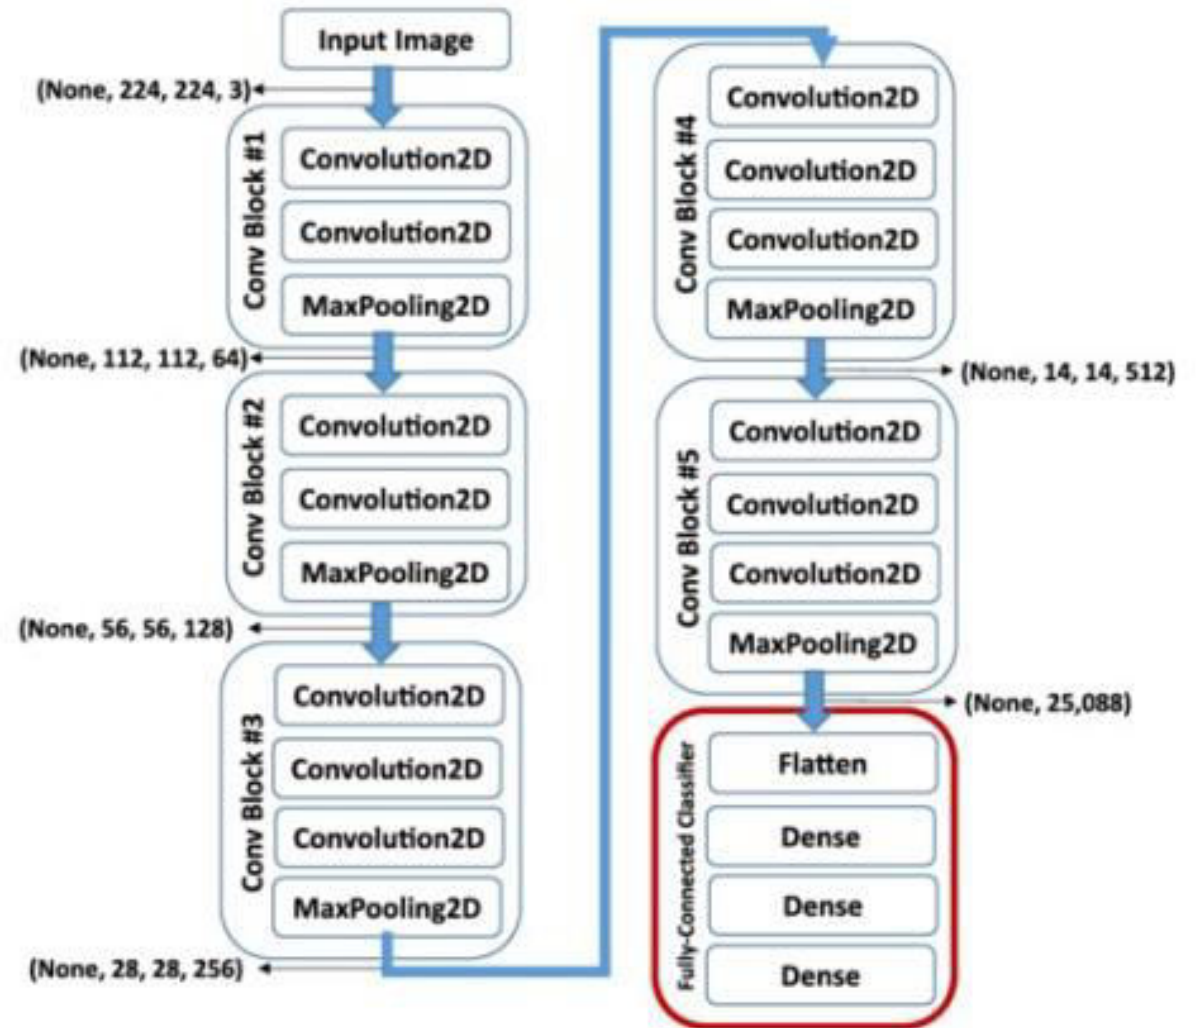 Input Image
(None, 224, 224, 3)
Conv Block #1
Convolution2D
Convolution2D
MaxPooling2D
(None, 112, 112, 64)
Conv Block #2
Convolution2D
Convolution2D
MaxPooling2D
(None, 56, 56, 128)
Conv Block #3
Convolution2D
Convolution2D
Convolution2D
MaxPooling2D
(None, 28, 28, 256)
Conv Block #4
Convolution2D
Convolution2D
Convolution2D
MaxPooling2D
(None, 14, 14, 512)
Conv Block #5
Convolution2D
Convolution2D
Convolution2D
MaxPooling2D
(None, 25,088)
Fully-Connected Classifier
Flatten
Dense
Dense
Dense